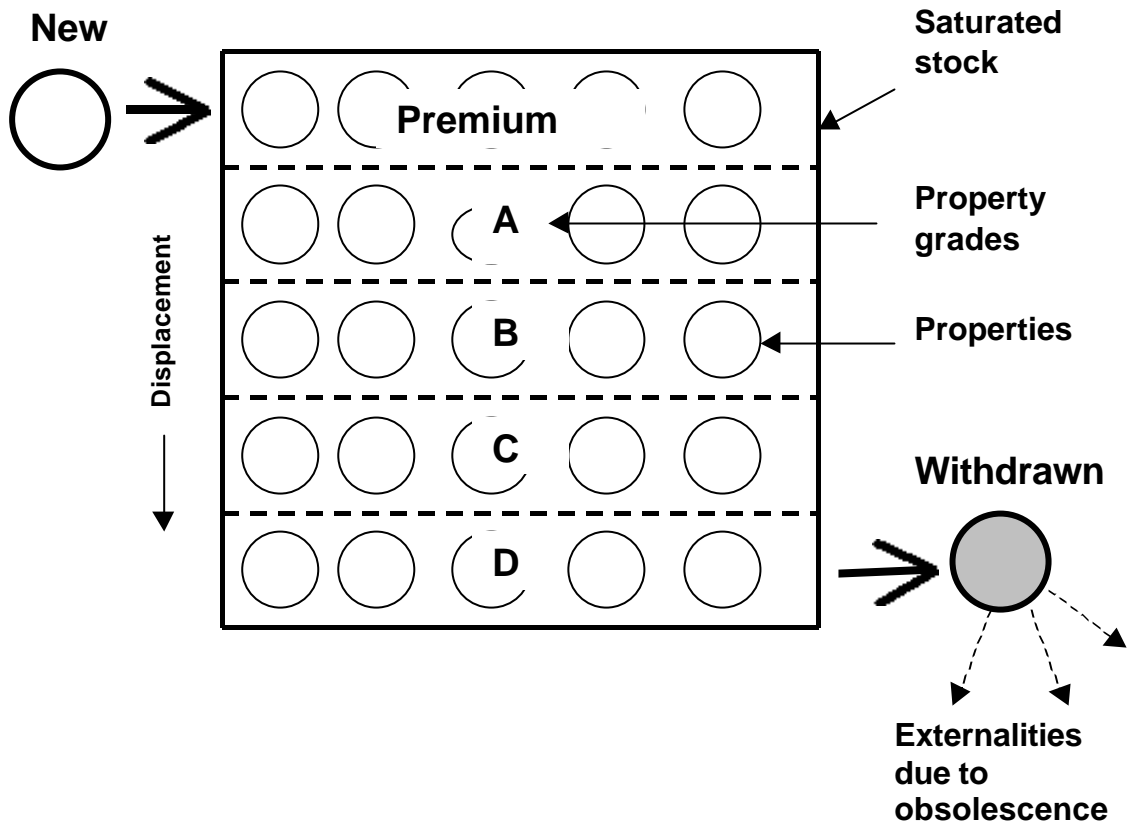 New
Saturated
stock
Premium
A
Property
grades
Displacement
B
Properties
C
Withdrawn
D
Externalities
due to
obsolescence